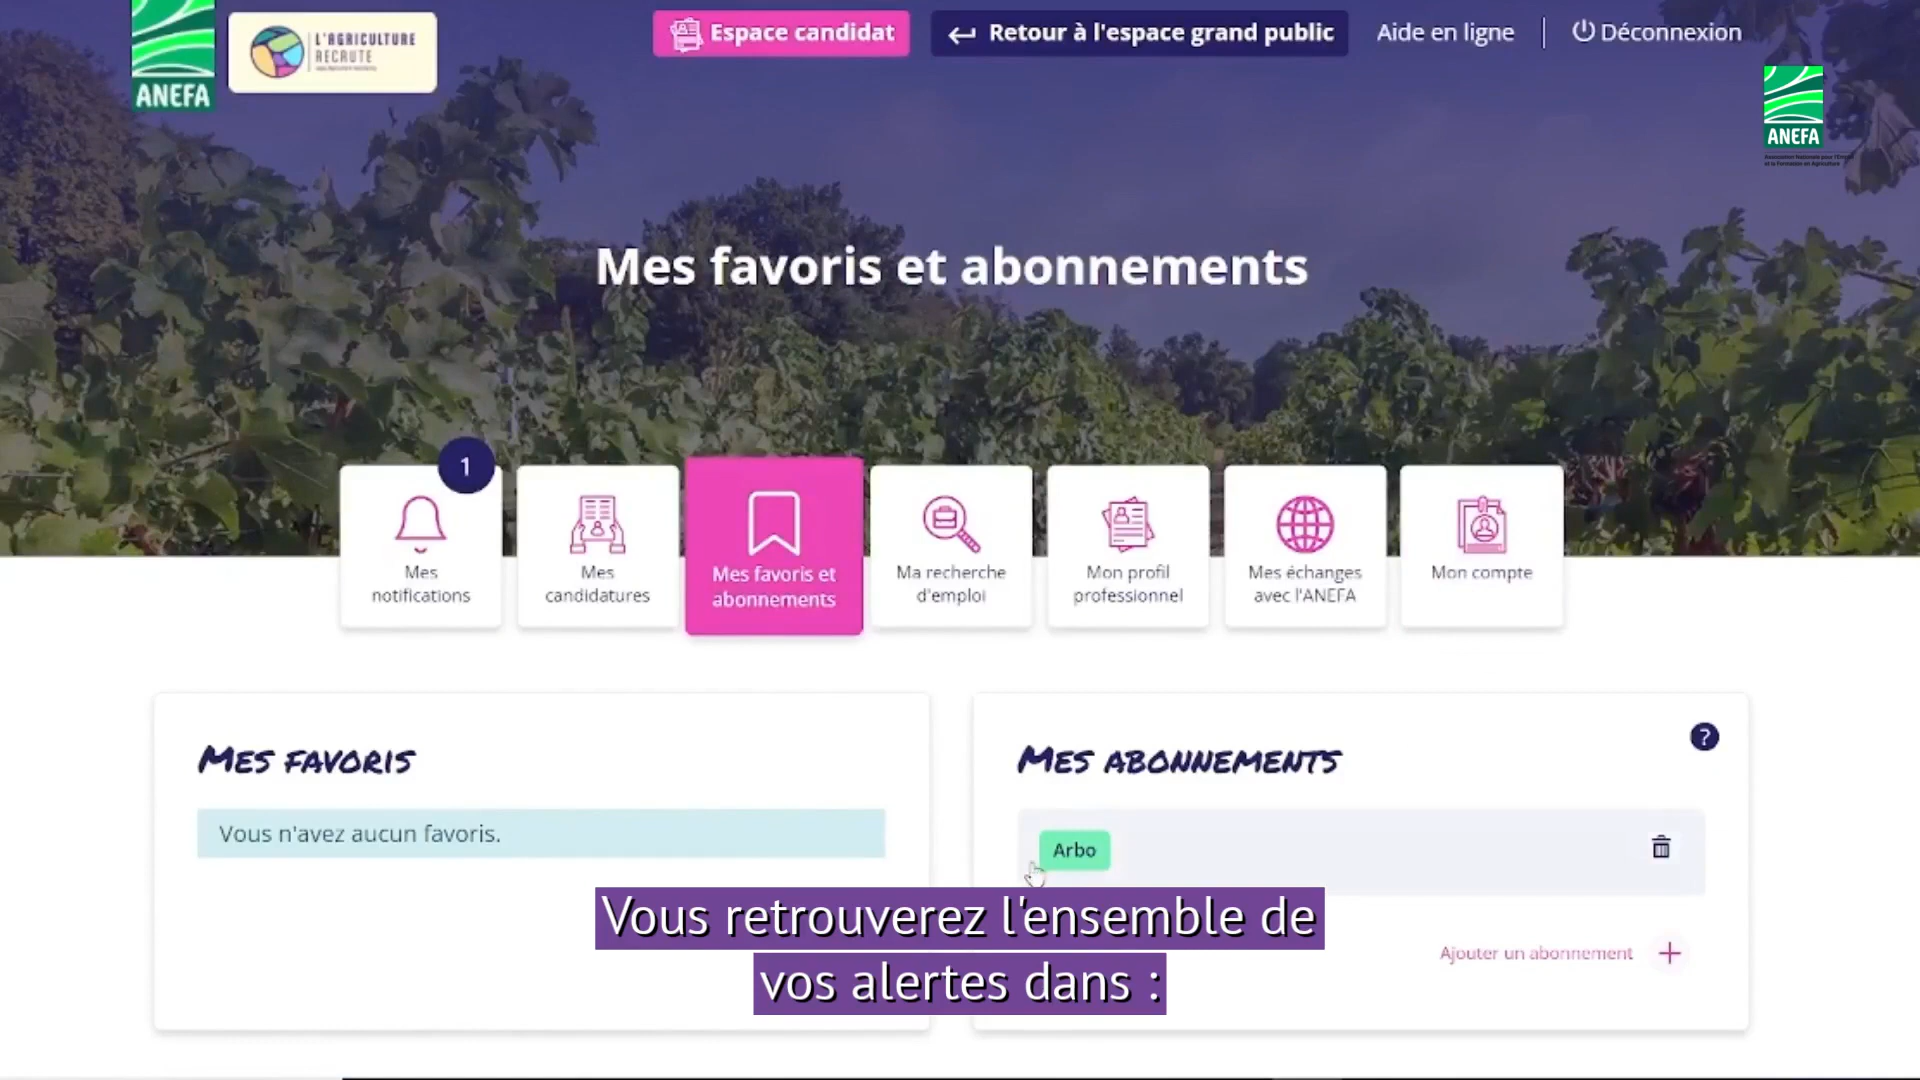 ANEFA
L'AGRICULTURE
RECRUTE
Espace candidat
Retour à l'espace grand public
Aide en ligne
Déconnexion
ANEFA
Mes favoris et abonnements
1
Mes
notifications
Mes
candidatures
Mes favoris et
abonnements
Ma recherche
d'emploi
Mon profil
professionnel
Mes échanges
avec l'ANEFA
Mon compte
MES FAVORIS
Vous n'avez aucun favoris.
MES ABONNEMENTS
?
Arbo
Ajouter un abonnement +
Vous retrouverez l'ensemble de
vos alertes dans :